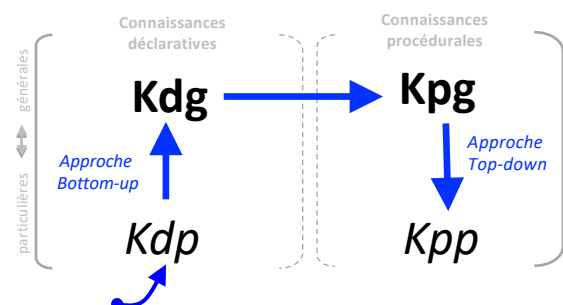 Connaissances
déclaratives
Connaissances
procédurales
générales
particulières
Kdg
Kpg
Approche
Bottom-up
Approche
Top-down
Kdp
Kpp